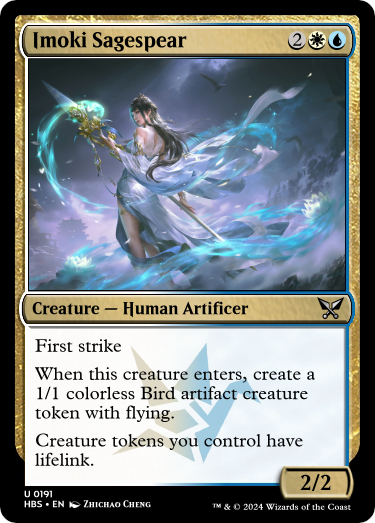 Imoki Sagespear 2
Creature — Human Artificer
First strike
When this creature enters, create a
1/1 colorless Bird artifact creature
token with flying.
Creature tokens you control have
lifelink.
2/2
U 0191
HBS • EN Zhichao Cheng
™ & © 2024 Wizards of the Coast